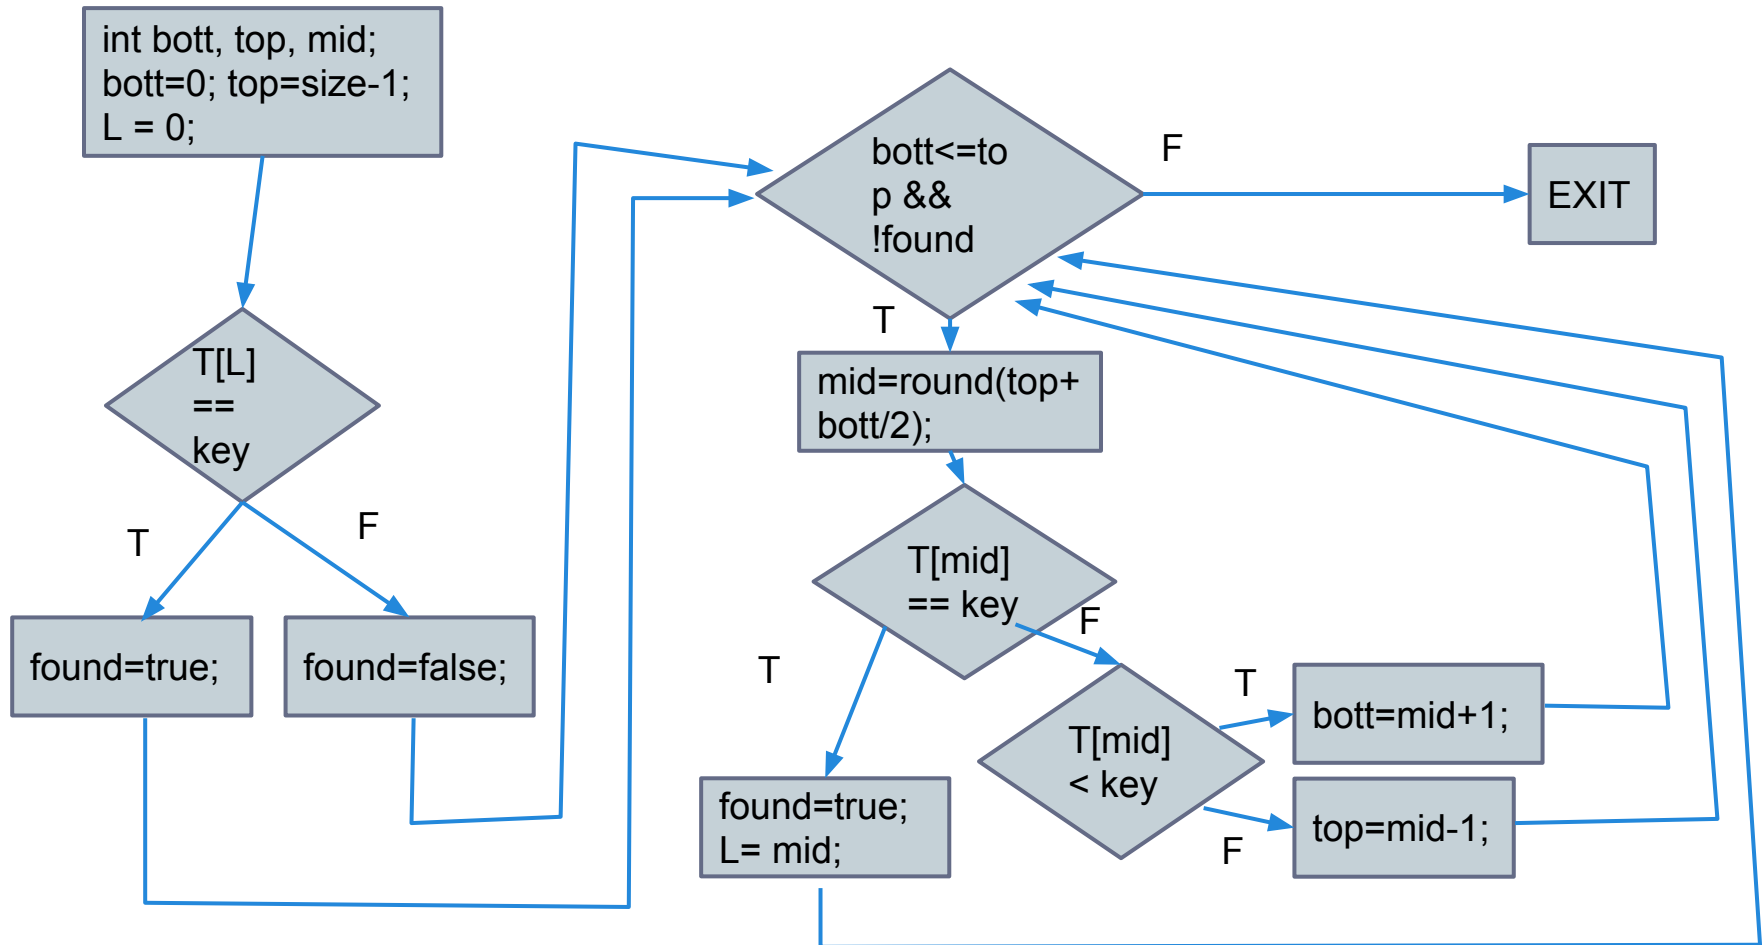 int bott, top, mid;
bott=0; top=size-1;
L = 0;
T[L]
==
key
T
F
found=true;
found=false;
bott<=to
p &&
!found
F
EXIT
T
mid=round(top+
bott/2);
T[mid]
== key
F
T
T[mid]
< key
T
bott=mid+1;
F
top=mid-1;
found=true;
L= mid;